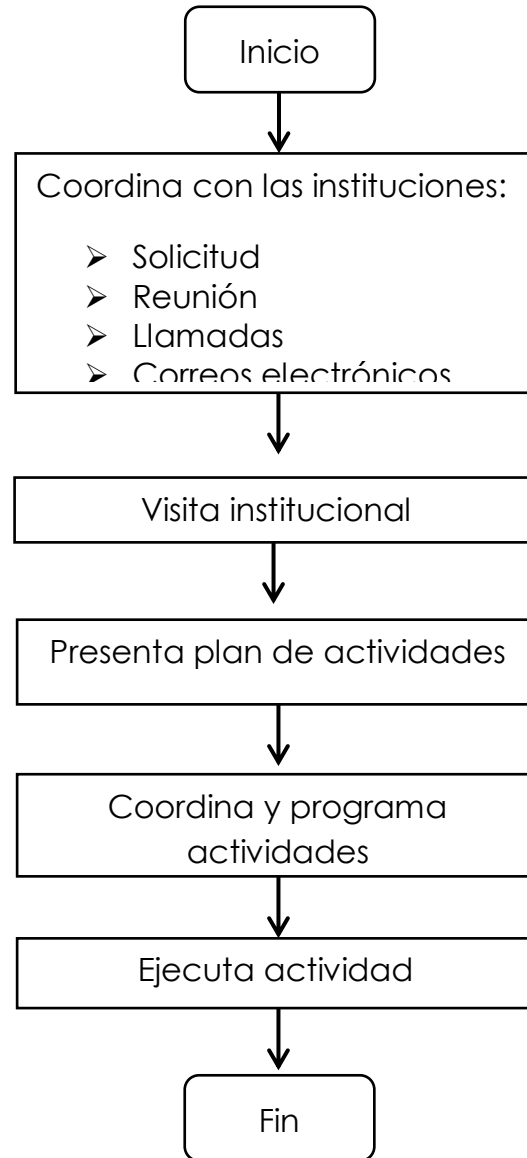 Inicio
Coordina con las instituciones:
➢ Solicitud
➢ Reunión
➢ Llamadas
➢ Correos electrónicos
Visita institucional
Presenta plan de actividades
Coordina y programa
actividades
Ejecuta actividad
Fin